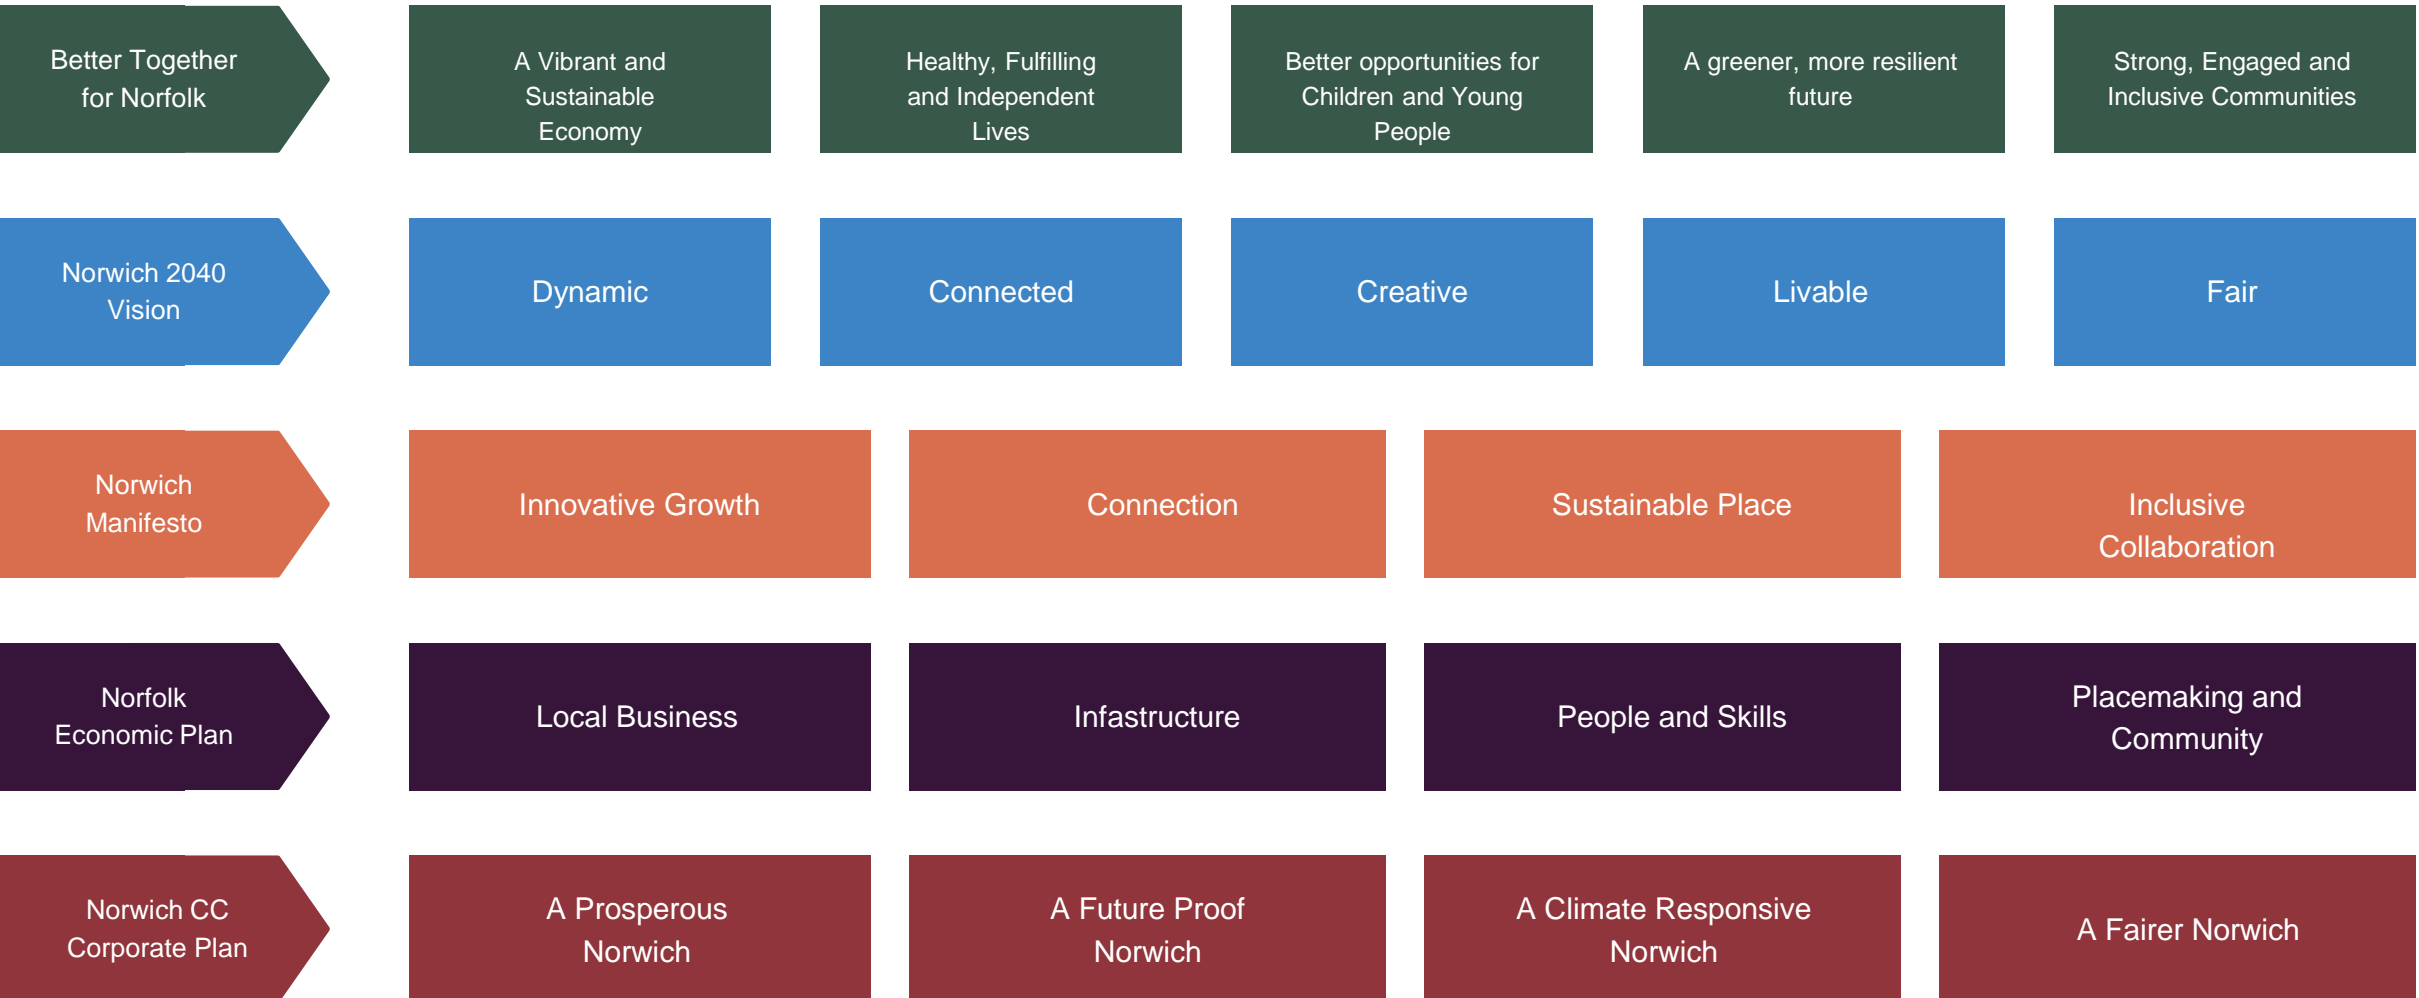 Better Together
for Norfolk
A Vibrant and
Sustainable
Economy
Healthy, Fulfilling
and Independent
Lives
Better opportunities for
Children and Young
People
A greener, more resilient
future
Strong, Engaged and
Inclusive Communities
Norwich 2040
Vision
Dynamic
Connected
Creative
Livable
Fair
Norwich
Manifesto
Innovative Growth
Connection
Sustainable Place
Inclusive
Collaboration
Norfolk
Economic Plan
Local Business
Infastructure
People and Skills
Placemaking and
Community
Norwich CC
Corporate Plan
A Prosperous
Norwich
A Future Proof
Norwich
A Climate Responsive
Norwich
A Fairer Norwich